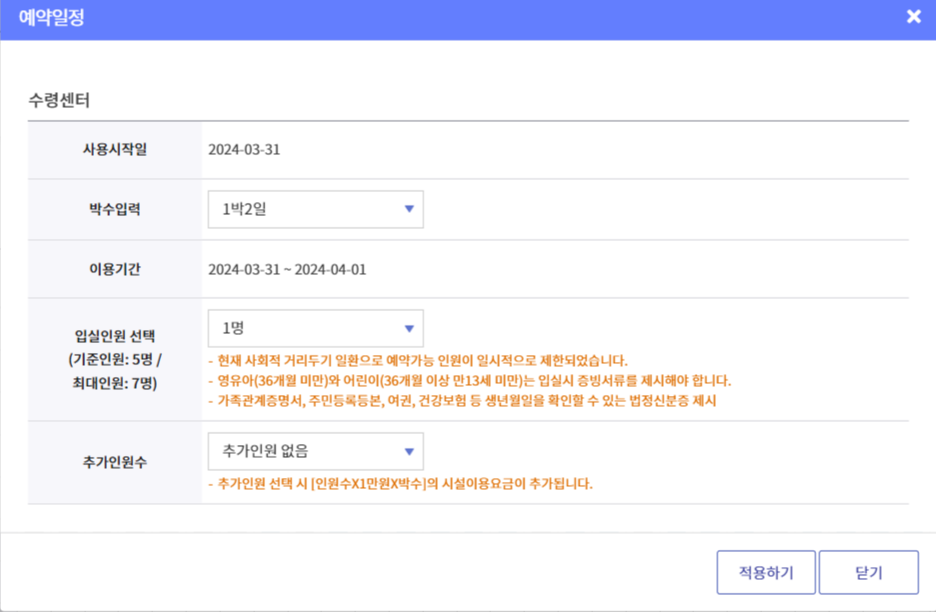 예약일정
수령센터
사용시작일
2024-03-31
박수입력
1박2일
이용기간
2024-03-31 ~ 2024-04-01
입실인원 선택
(기준인원: 5명 /
최대인원: 7명)
1명
- 현재 사회적 거리두기 일환으로 예약가능 인원이 일시적으로 제한되었습니다.
- 영유아(36개월 미만)와 어린이(36개월 이상 만13세 미만)는 입실시 증빙서류를 제시해야 합니다.
- 가족관계증명서, 주민등록등본, 여권, 건강보험 등 생년월일을 확인할 수 있는 법정신분증 제시
추가인원수
추가인원 없음
- 추가인원 선택 시 [인원수X1만원X박수]의 시설이용요금이 추가됩니다.
적용하기
닫기